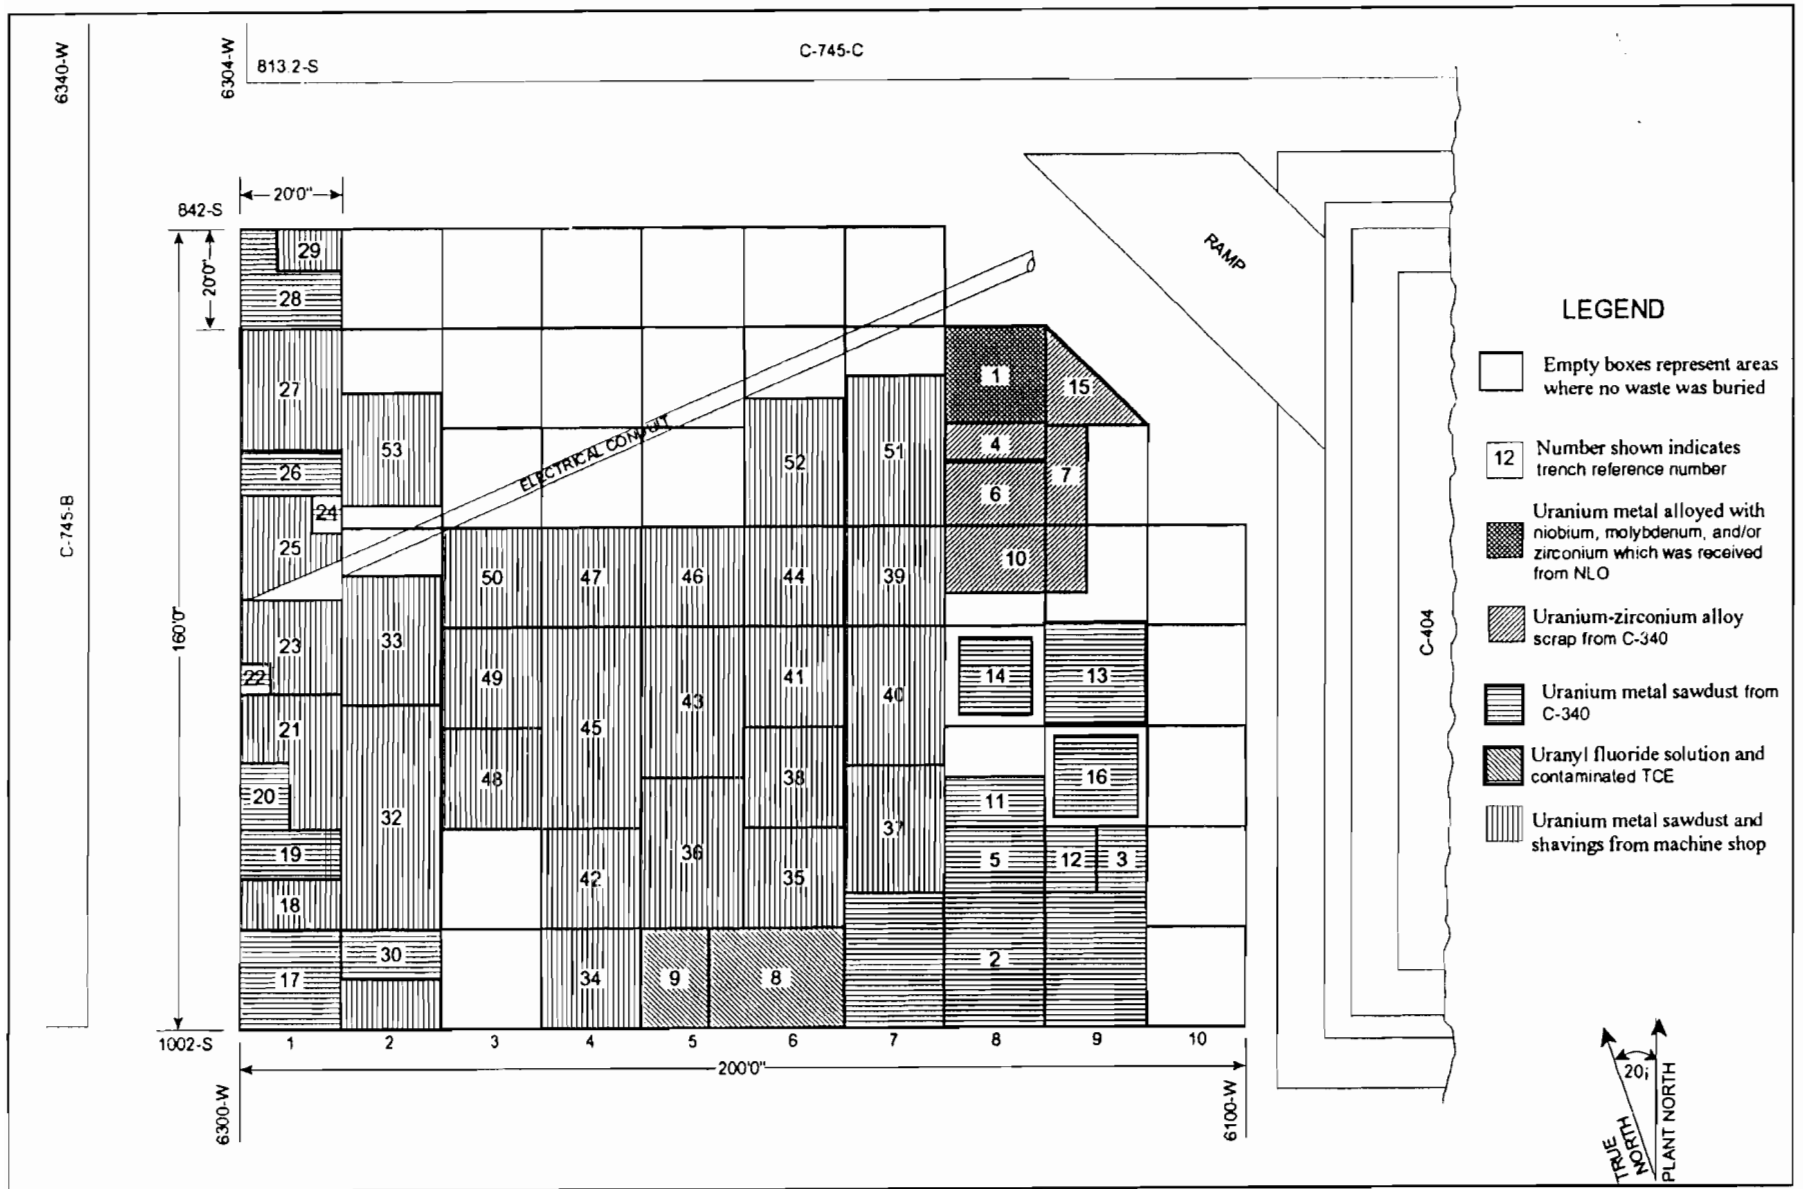 C-745-C
6340-W
6304-W
813.2-S
20'0"
842-S
20'0"
160'0"
C-745-B
29
28
27
26
24
25
23
22
21
20
19
18
17
53
33
32
30
50
49
48
47
45
42
34
46
43
36
9
52
44
41
38
35
8
51
39
40
37
1
15
4
7
6
10
14
13
16
11
5
12
3
2
ELECTRICAL CONDUIT
RAMP
C-404
1002-S
1 2 3 4 5 6 7 8 9 10
200'0"
6300-W
6100-W
LEGEND
Empty boxes represent areas
where no waste was buried
12
Number shown indicates
trench reference number
Uranium metal alloyed with
niobium, molybdenum, and/or
zirconium which was received
from NLO
Uranium-zirconium alloy
scrap from C-340
Uranium metal sawdust from
C-340
Uranyl fluoride solution and
contaminated TCE
Uranium metal sawdust and
shavings from machine shop
20¡
TRUE
NORTH
PLANT NORTH